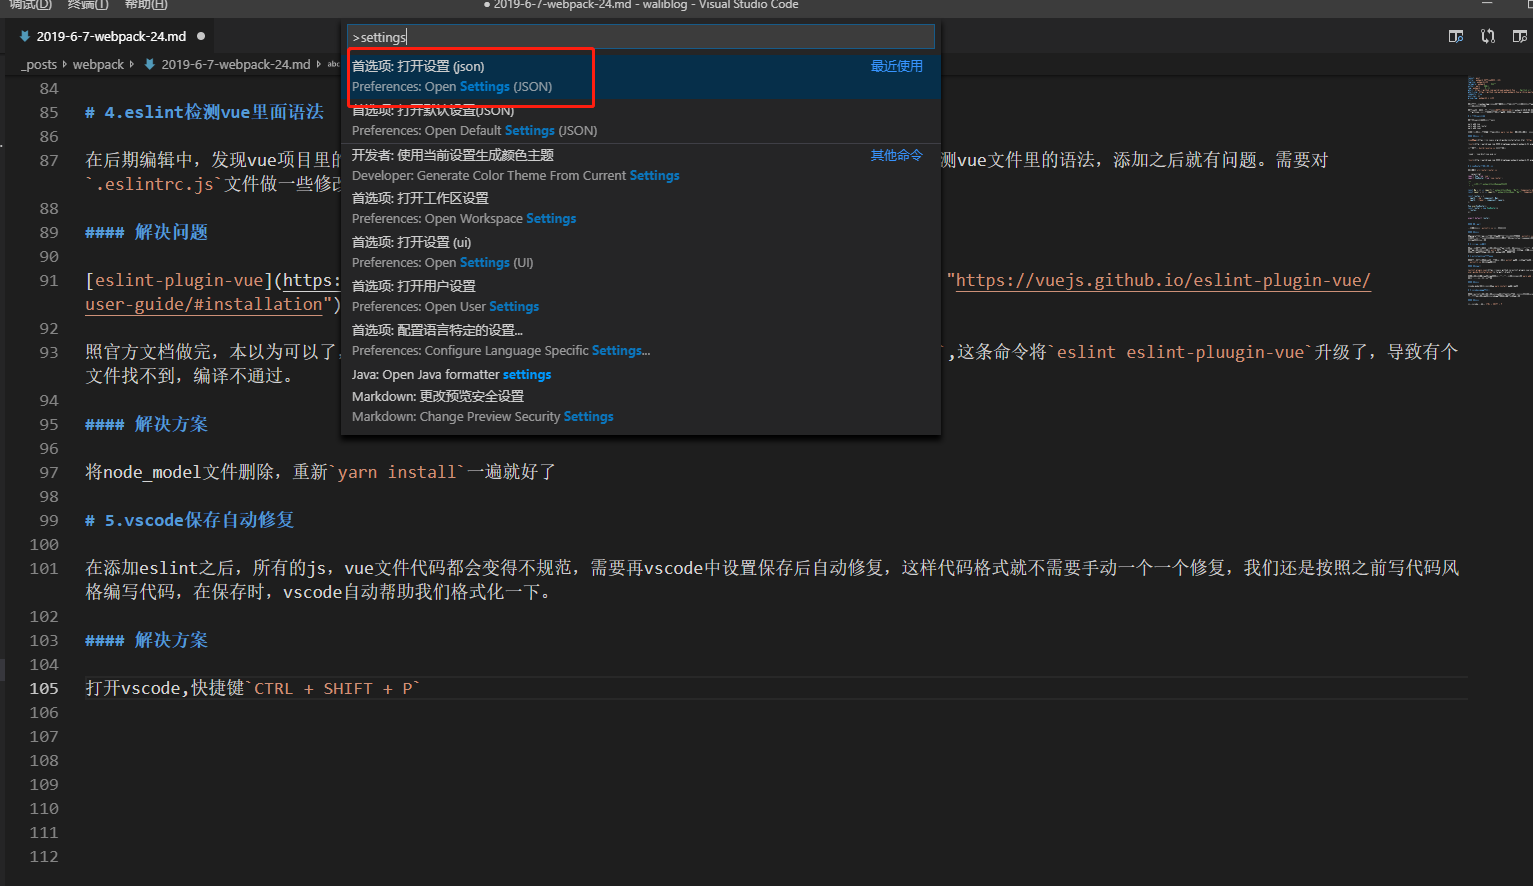 调试(D) 终端(T) 帮助(H)
● 2019-6-7-webpack-24.md - waliblog - Visual Studio Code
2019-6-7-webpack-24.md ●
_posts webpack 2019-6-7-webpack-24.md abc
>settings
首选项: 打开设置 (json) 最近使用
Preferences: Open Settings (JSON)
首选项: 打开默认设置(JSON)
Preferences: Open Default Settings (JSON)
开发者: 使用当前设置生成颜色主题 其他命令
Developer: Generate Color Theme From Current Settings
首选项: 打开工作区设置
Preferences: Open Workspace Settings
首选项: 打开设置 (ui)
Preferences: Open Settings (UI)
首选项: 打开用户设置
Preferences: Open User Settings
首选项: 配置语言特定的设置...
Preferences: Configure Language Specific Settings...
Java: Open Java formatter settings
Markdown: 更改预览安全设置
Markdown: Change Preview Security Settings
84
85 # 4.eslint检测vue里面语法
86
87 在后期编辑中，发现vue项目里的 测vue文件里的语法，添加之后就有问题。需要对
`.eslintrc.js`文件做一些修改
88
89 #### 解决问题
90
91 [eslint-plugin-vue](https: "https://vuejs.github.io/eslint-plugin-vue/
user-guide/#installation")
92
93 照官方文档做完，本以为可以了， `,这条命令将`eslint eslint-pluugin-vue`升级了，导致有个
文件找不到，编译不通过。
94
95 #### 解决方案
96
97 将node_model文件删除，重新`yarn install`一遍就好了
98
99 # 5.vscode保存自动修复
100
101 在添加eslint之后，所有的js，vue文件代码都会变得不规范，需要再vscode中设置保存后自动修复，这样代码格式就不需要手动一个一个修复，我们还是按照之前写代码风
格编写代码，在保存时，vscode自动帮助我们格式化一下。
102
103 #### 解决方案
104
105 打开vscode,快捷键`CTRL + SHIFT + P`
106
107
108
109
110
111
112